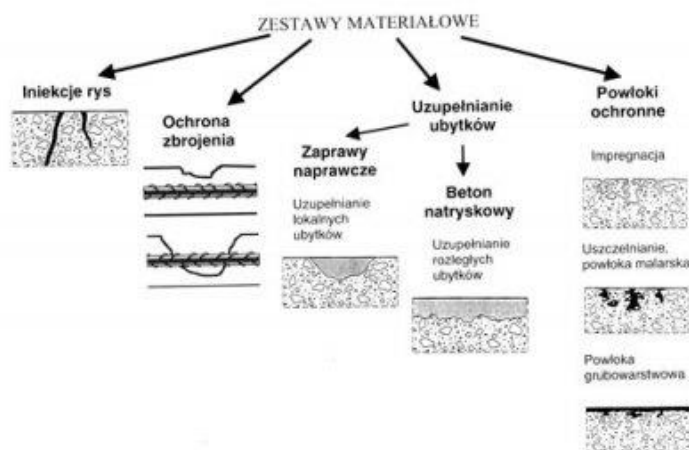 ZESTAWY MATERIAŁOWE
Iniekcje rys
Ochrona
zbrojenia
Uzupełnianie
ubytków
Zaprawy
naprawcze
Uzupełnianie
lokalnych
ubytków
Beton
natryskowy
Uzupełnianie
rozległych
ubytków
Powłoki
ochronne
Impregnacja
Uszczelnianie,
powłoka malarska
Powłoka
grubowarstwowa